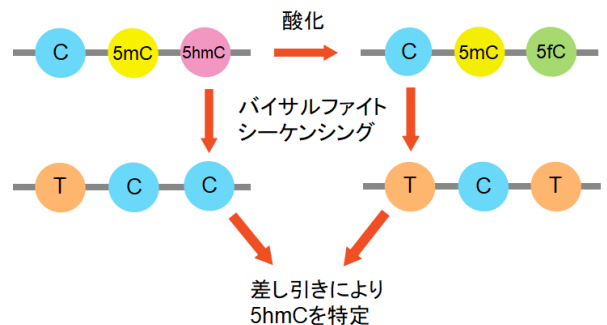 酸化
C 5mC 5hmC
C 5mC 5fC
バイサルファイト
シーケンシング
T C C
T C T
差し引きにより
5hmCを特定